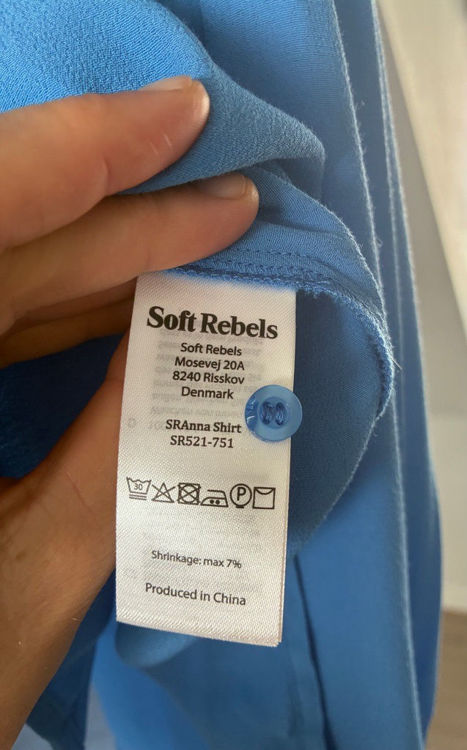 Soft Rebels
Soft Rebels
Mosevej 20A
8240 Risskov
Denmark
SRAnna Shirt
SR521-751
30 P
Shrinkage: max 7%
Produced in China